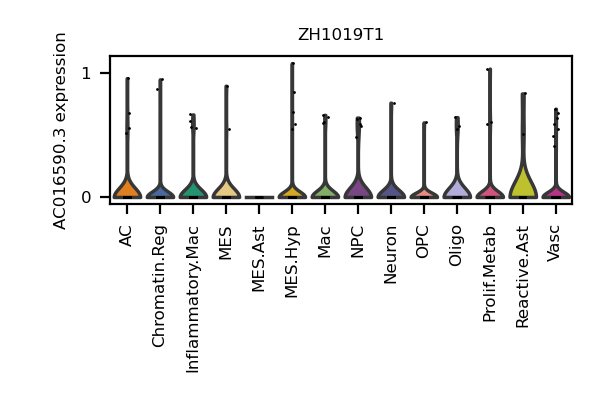 ZH1019T1
AC016590.3 expression
1
0
AC
Chromatin.Reg
Inflammatory.Mac
MES
MES.Ast
MES.Hyp
Mac
NPC
Neuron
OPC
Oligo
Prolif.Metab
Reactive.Ast
Vasc